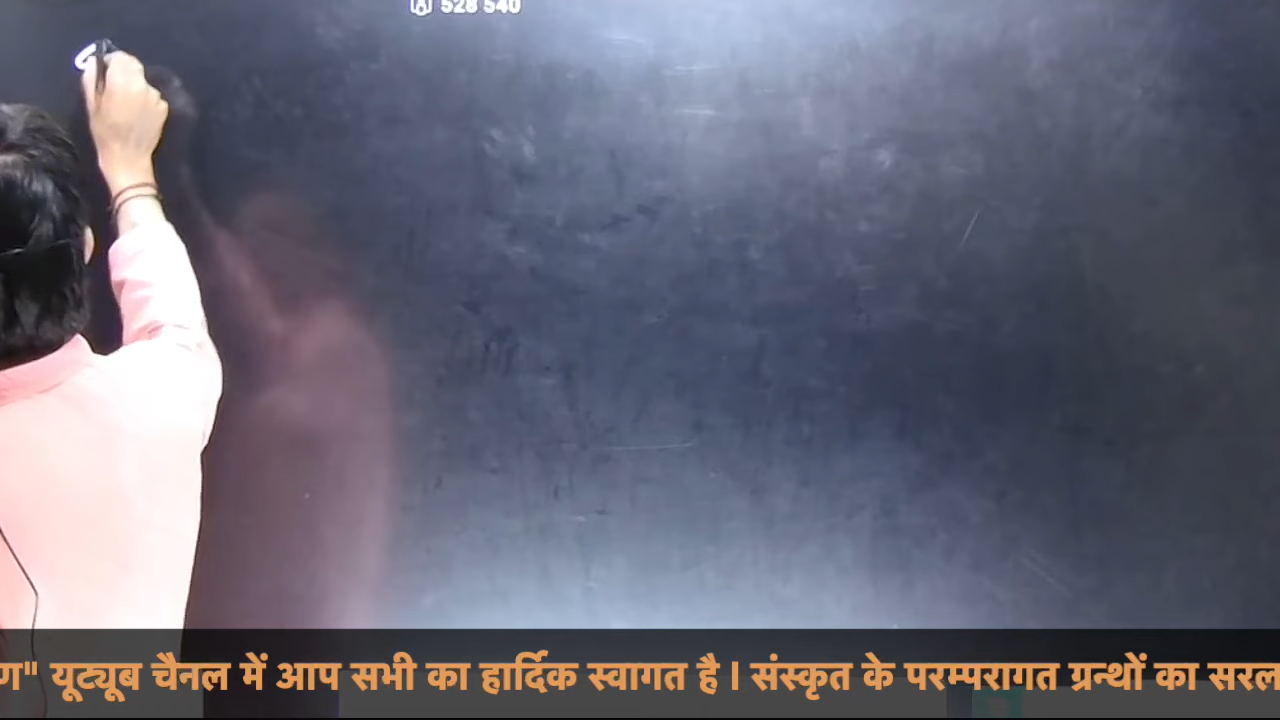 528 540
ण" यूट्यूब चैनल में आप सभी का हार्दिक स्वागत है । संस्कृत के परम्परागत ग्रन्थों का सरल